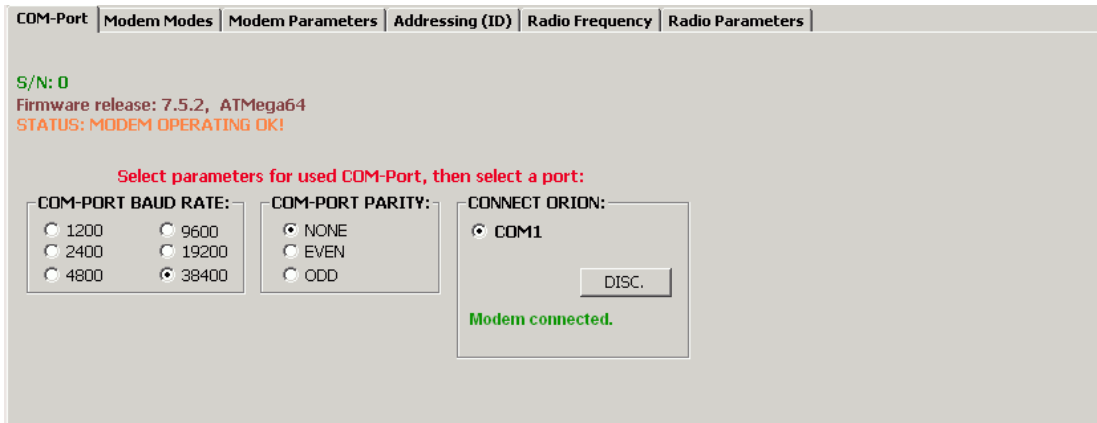 COM-Port Modem Modes Modem Parameters Addressing (ID) Radio Frequency Radio Parameters
S/N: 0
Firmware release: 7.5.2, ATMega64
STATUS: MODEM OPERATING OK!
Select parameters for used COM-Port, then select a port:
COM-PORT BAUD RATE:
1200 9600
2400 19200
4800 38400
COM-PORT PARITY:
NONE
EVEN
ODD
CONNECT ORION:
COM1
DISC.
Modem connected.